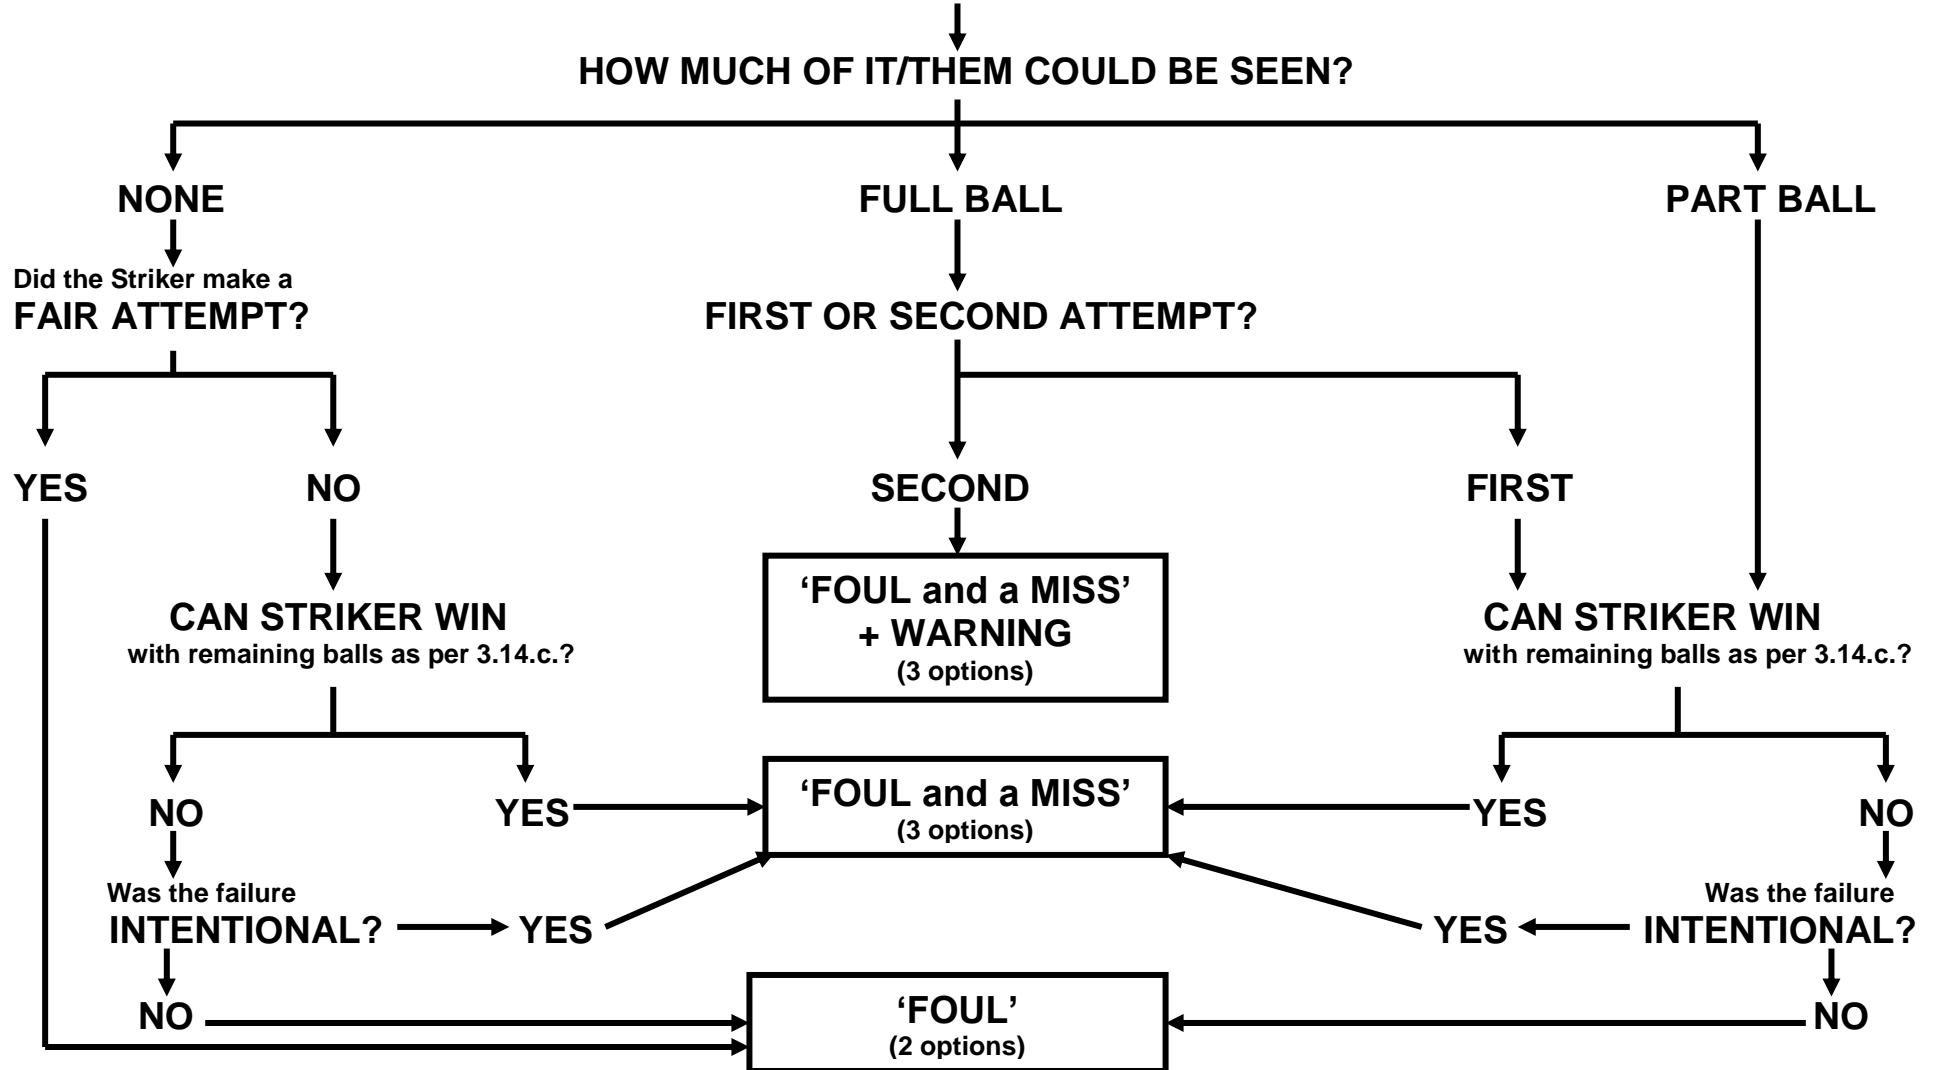 HOW MUCH OF IT/THEM COULD BE SEEN?
NONE
FULL BALL
PART BALL
Did the Striker make a
FAIR ATTEMPT?
FIRST OR SECOND ATTEMPT?
YES
NO
SECOND
FIRST
‘FOUL and a MISS’
+ WARNING
(3 options)
CAN STRIKER WIN
with remaining balls as per 3.14.c.?
CAN STRIKER WIN
with remaining balls as per 3.14.c.?
NO
YES
‘FOUL and a MISS’
(3 options)
YES
NO
Was the failure
INTENTIONAL?
YES
YES
Was the failure
INTENTIONAL?
NO
‘FOUL’
(2 options)
NO